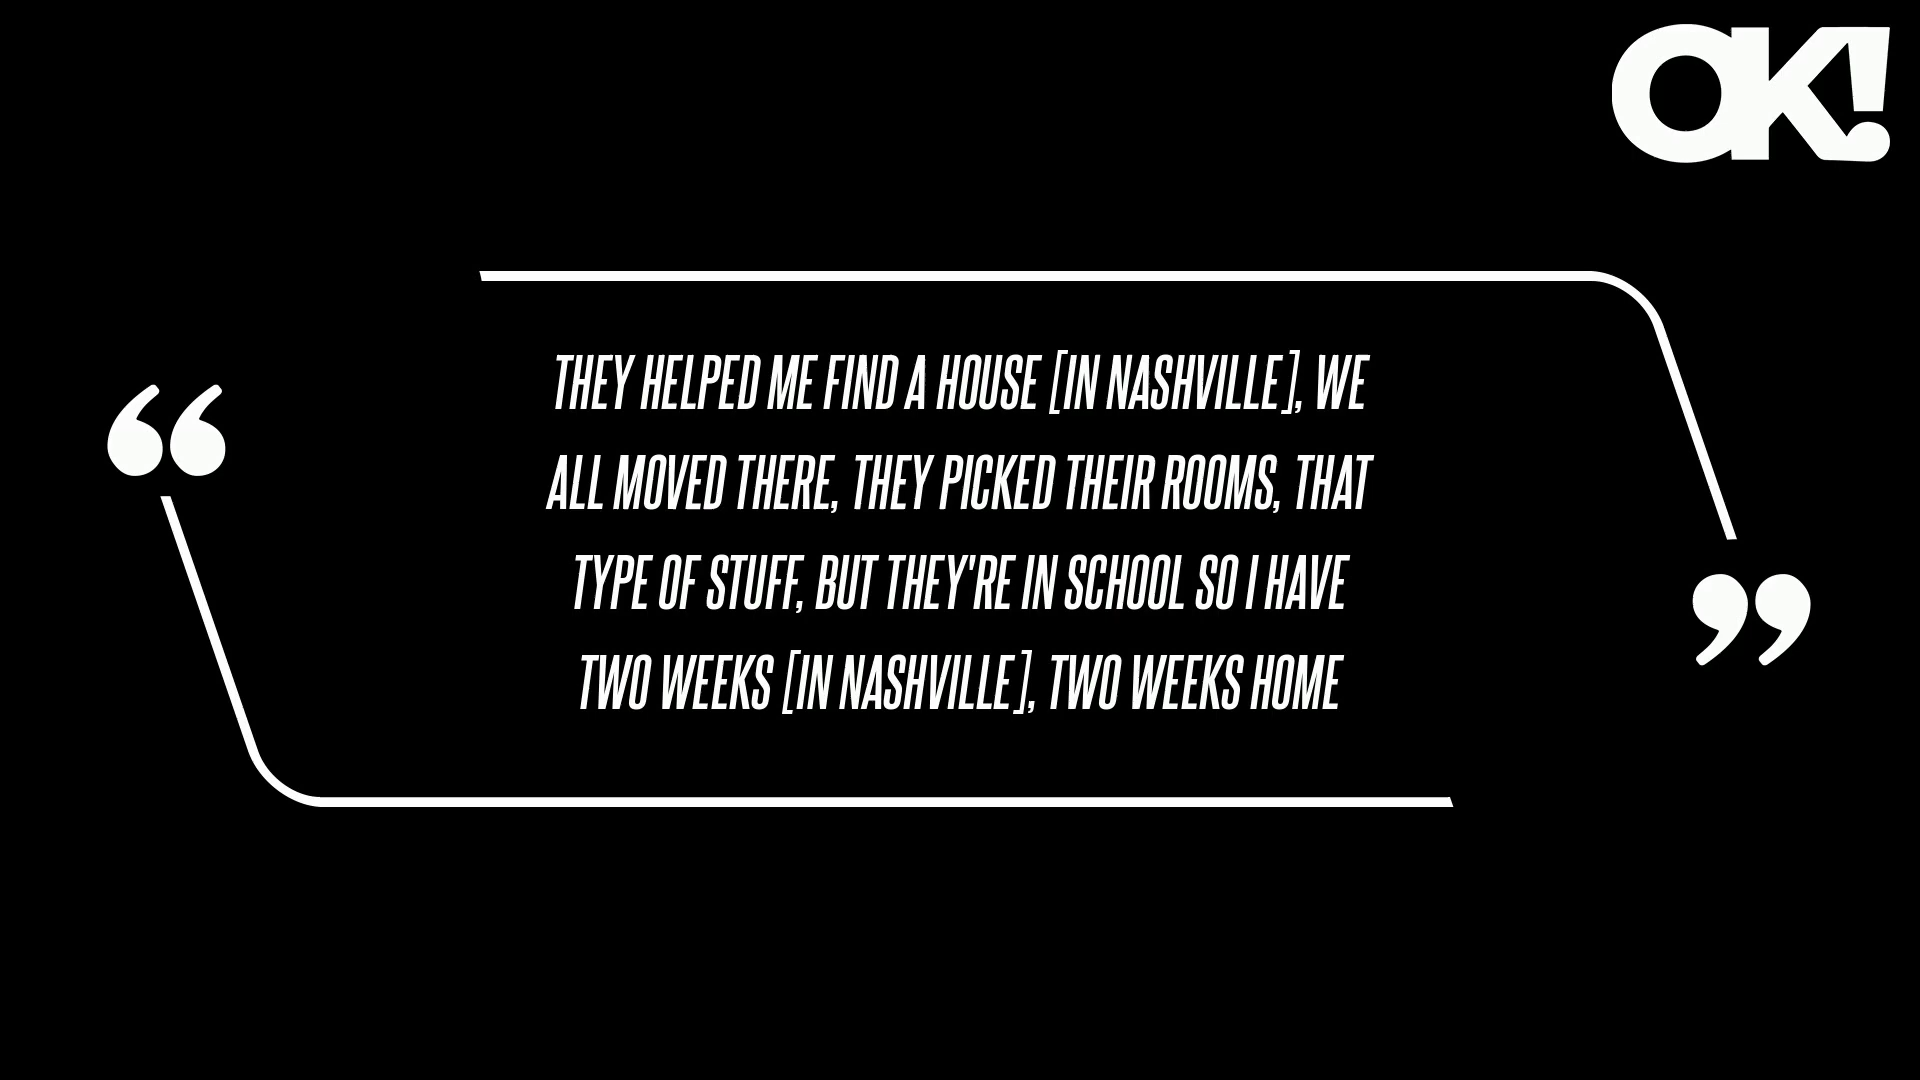 OK!
“
THEY HELPED ME FIND A HOUSE [IN NASHVILLE], WE
ALL MOVED THERE, THEY PICKED THEIR ROOMS, THAT
TYPE OF STUFF, BUT THEY'RE IN SCHOOL SO I HAVE
TWO WEEKS [IN NASHVILLE], TWO WEEKS HOME
”